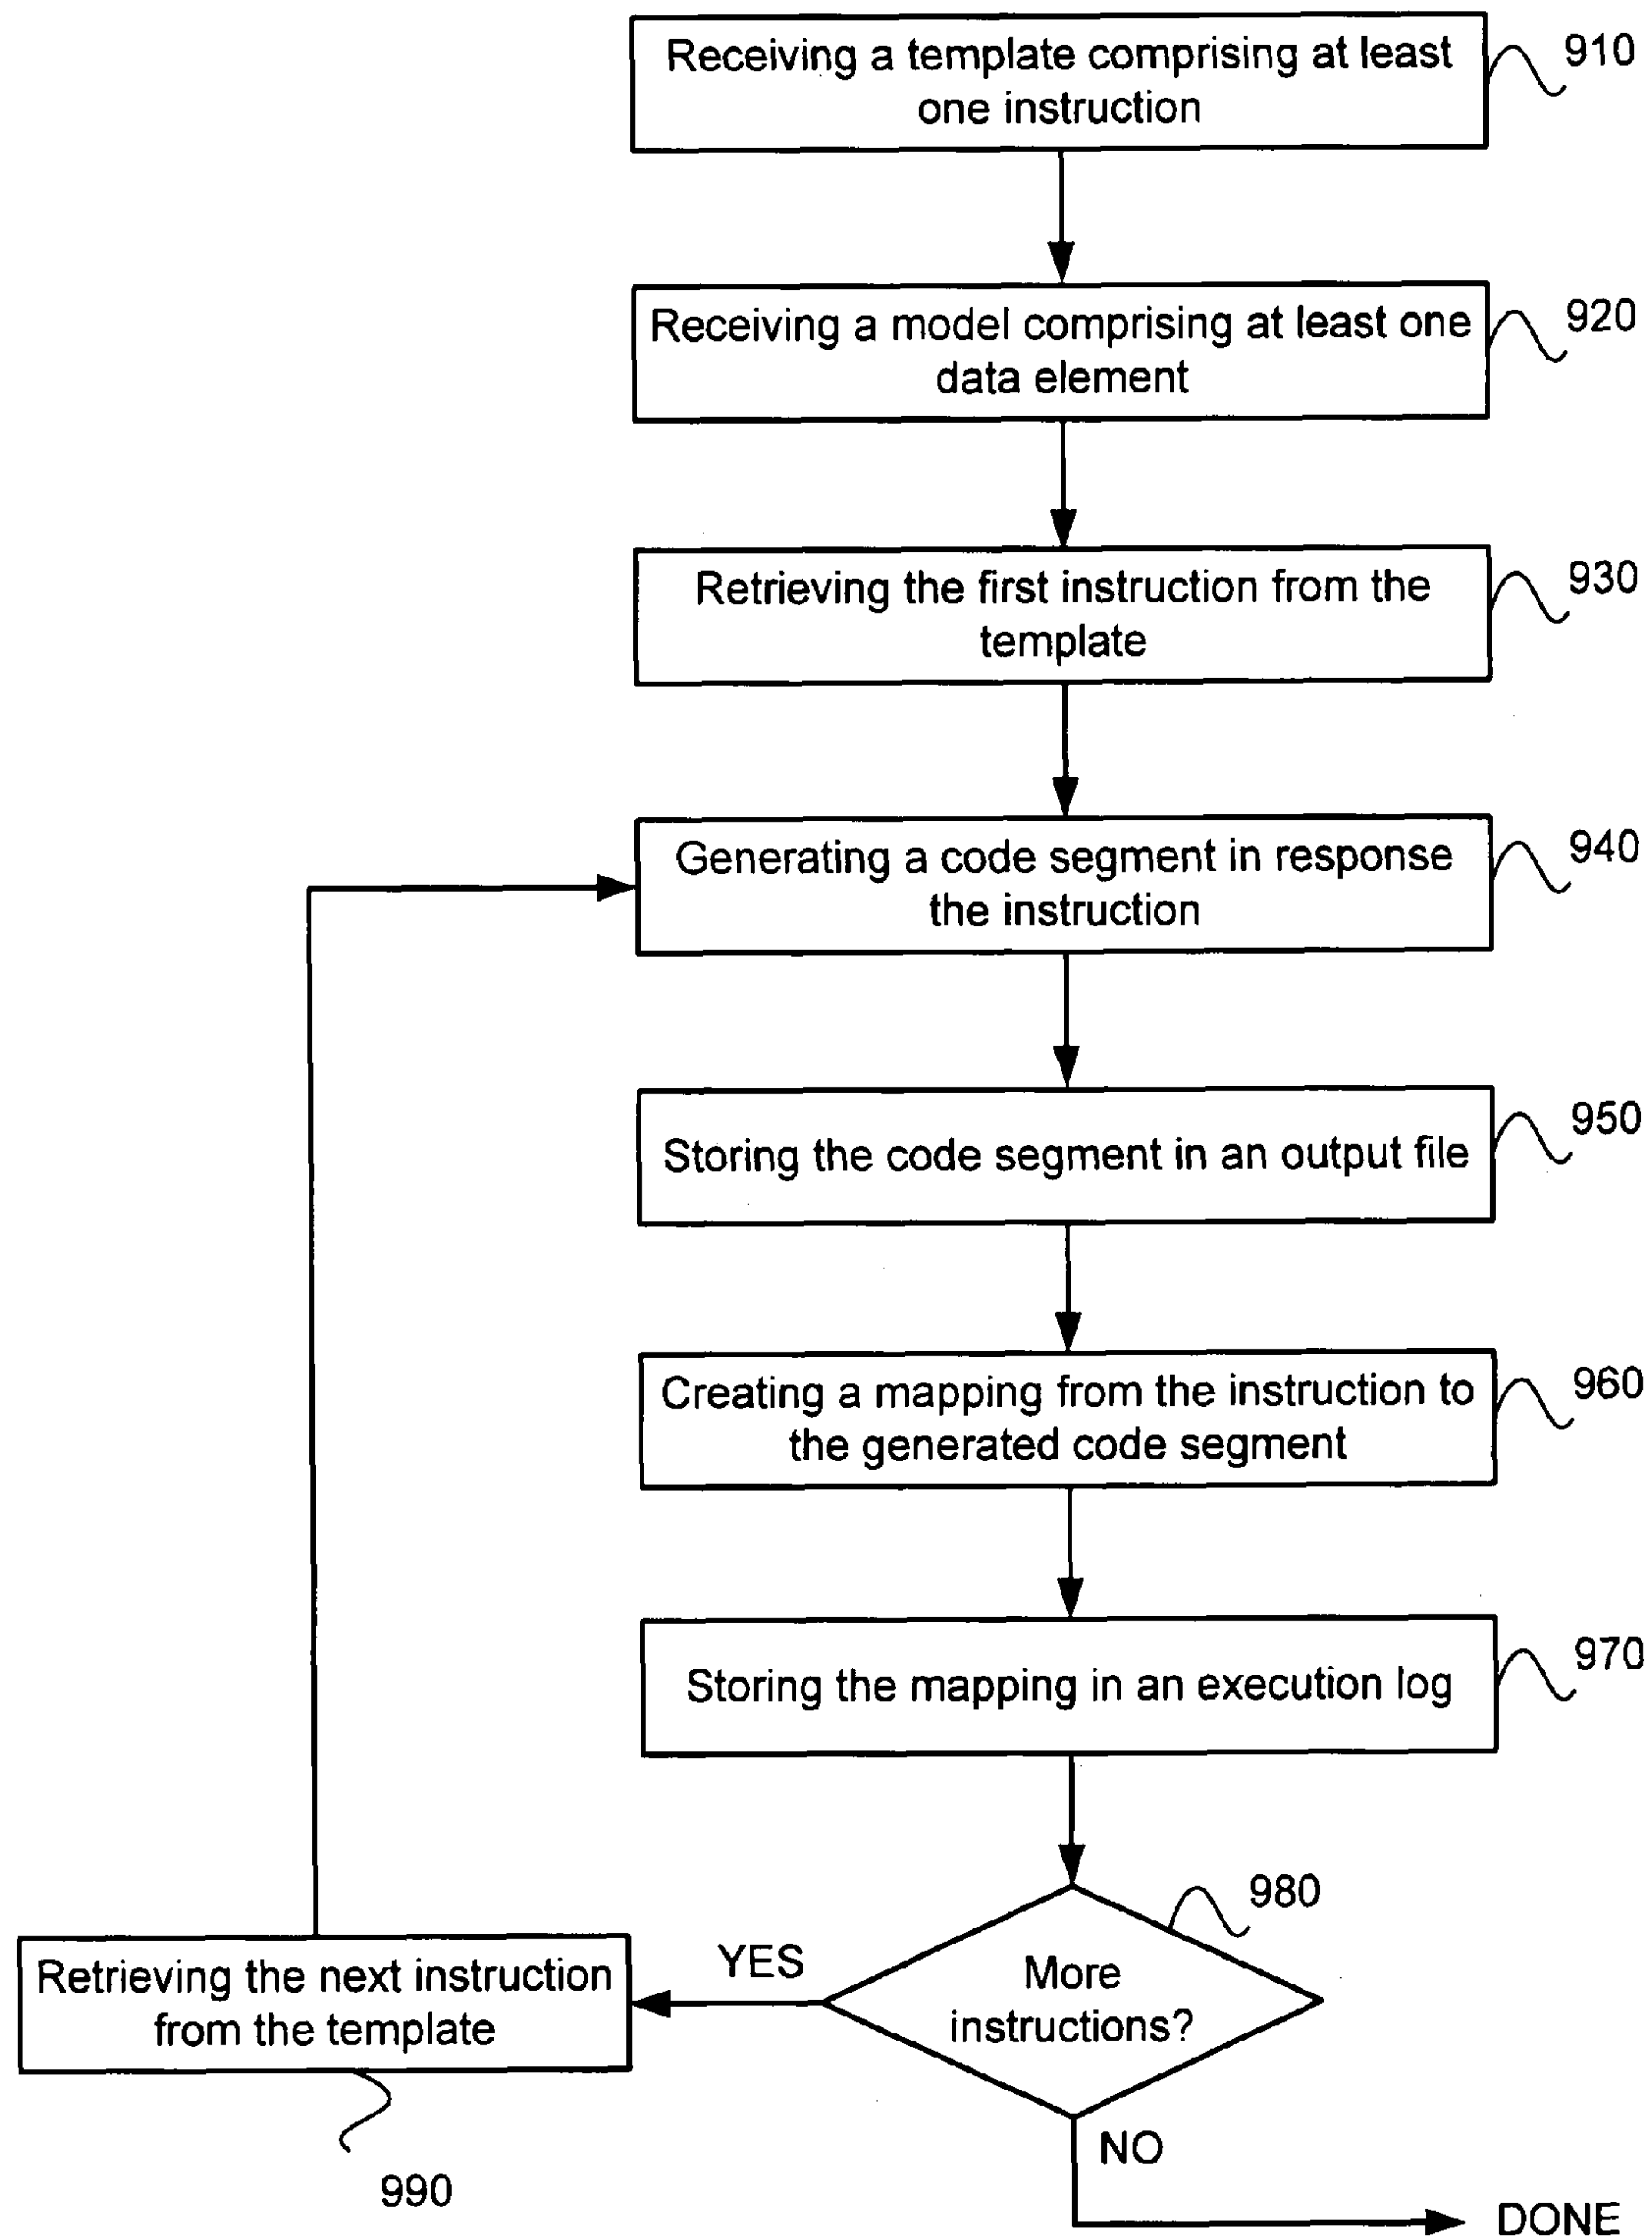 Receiving a template comprising at least
one instruction
910
Receiving a model comprising at least one
data element
920
Retrieving the first instruction from the
template
930
Generating a code segment in response
the instruction
940
Storing the code segment in an output file
950
Creating a mapping from the instruction to
the generated code segment
960
Storing the mapping in an execution log
970
980
More
instructions?
YES
Retrieving the next instruction
from the template
990
NO
DONE